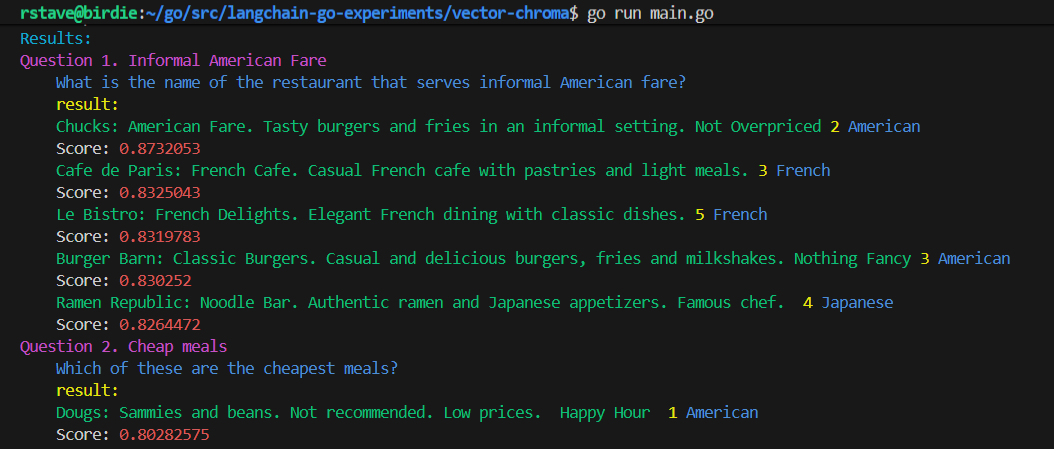 rstave@birdie:~/go/src/langchain-go-experiments/vector-chroma$ go run main.go
Results:
Question 1. Informal American Fare
What is the name of the restaurant that serves informal American fare?
result:
Chucks: American Fare. Tasty burgers and fries in an informal setting. Not Overpriced 2 American
Score: 0.8732053
Cafe de Paris: French Cafe. Casual French cafe with pastries and light meals. 3 French
Score: 0.8325043
Le Bistro: French Delights. Elegant French dining with classic dishes. 5 French
Score: 0.8319783
Burger Barn: Classic Burgers. Casual and delicious burgers, fries and milkshakes. Nothing Fancy 3 American
Score: 0.830252
Ramen Republic: Noodle Bar. Authentic ramen and Japanese appetizers. Famous chef.  4 Japanese
Score: 0.8264472
Question 2. Cheap meals
Which of these are the cheapest meals?
result:
Dougs: Sammies and beans. Not recommended. Low prices.  Happy Hour  1 American
Score: 0.80282575